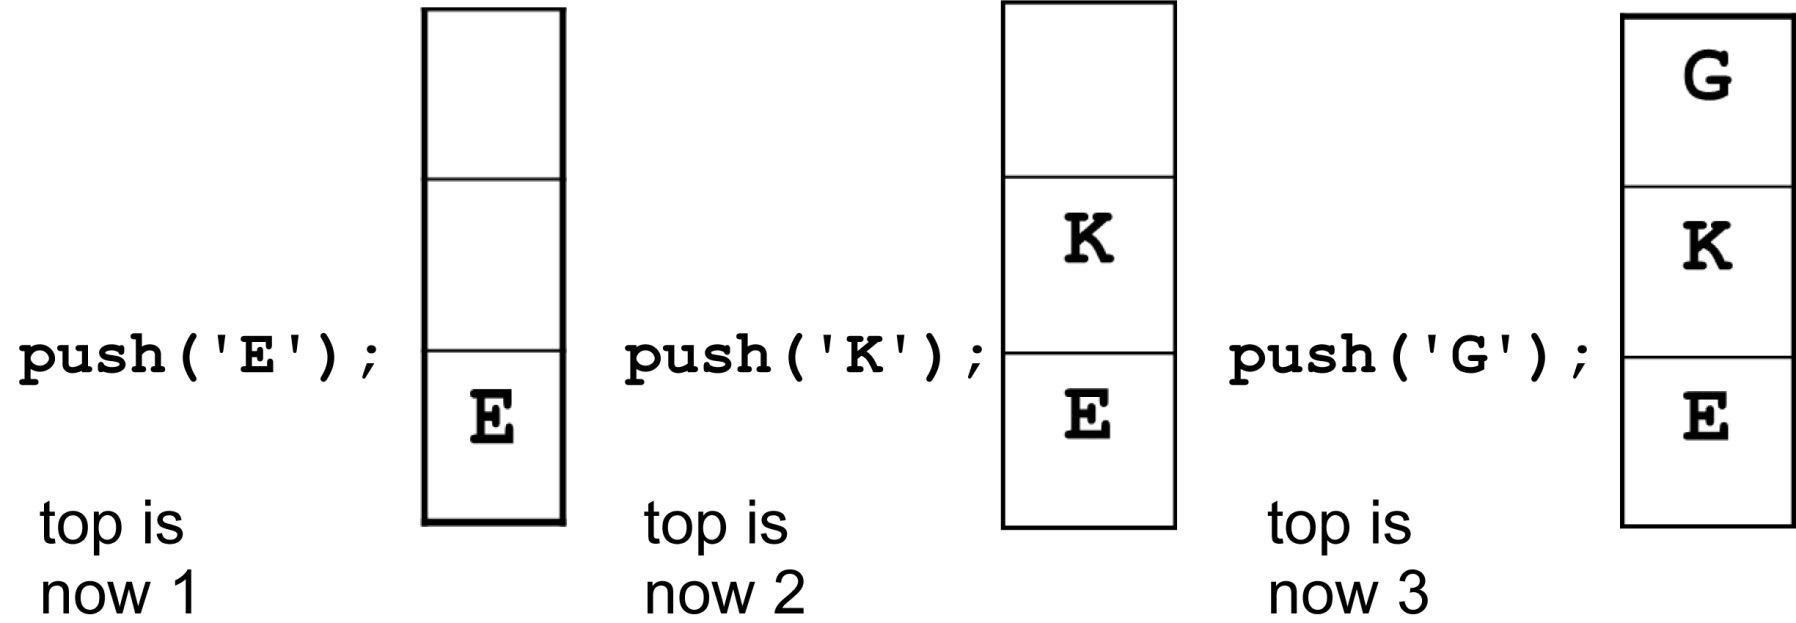 push('E');
E
top is
now 1
push('K');
K
E
top is
now 2
push('G');
G
K
E
top is
now 3